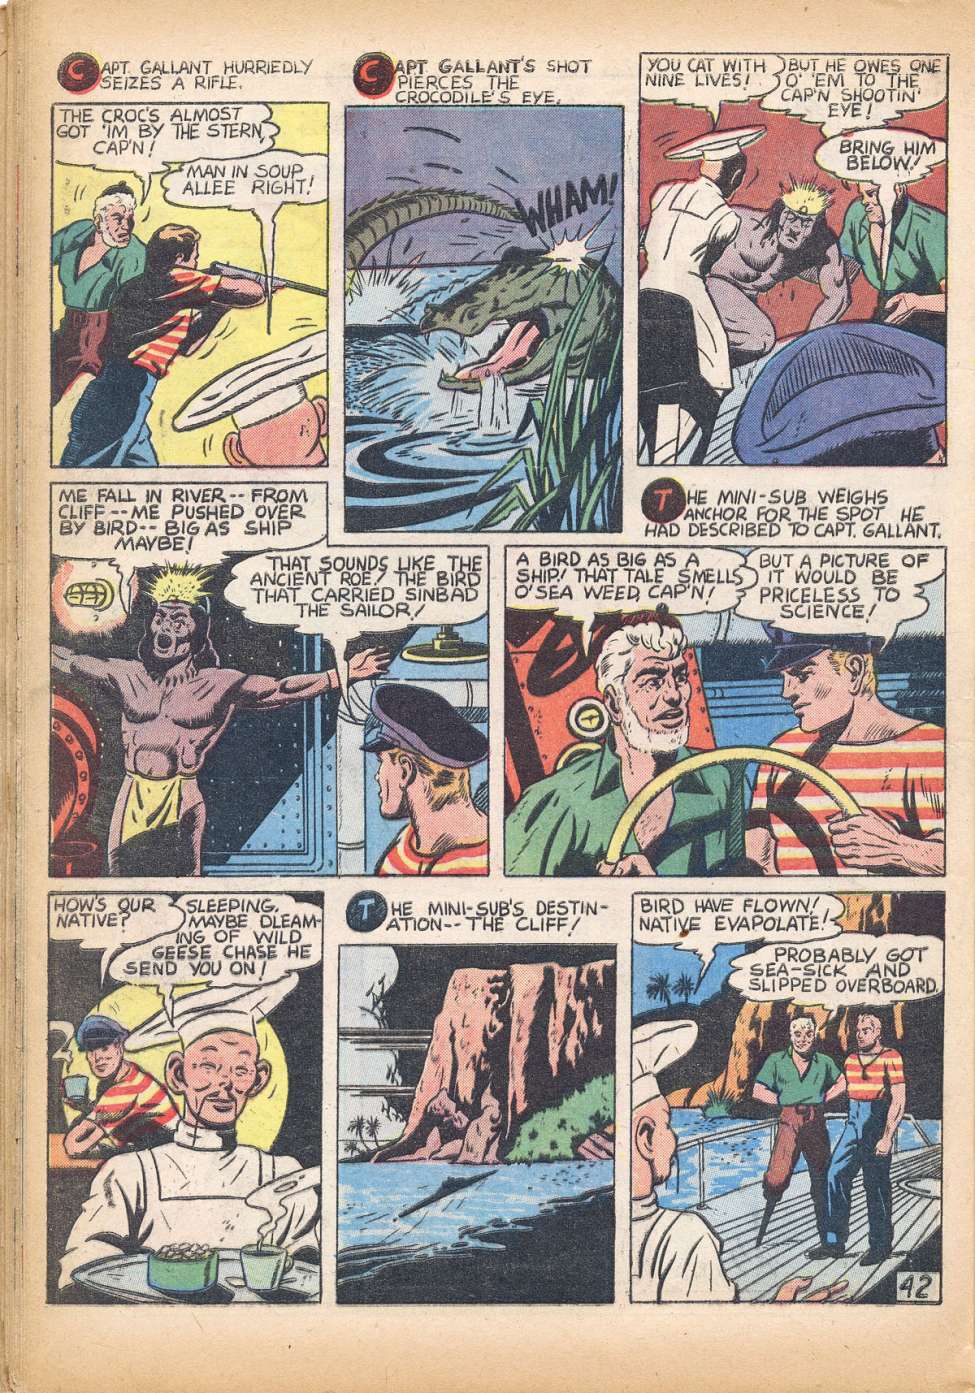 CAPT. GALLANT HURRIEDLY
SEIZES A RIFLE.
THE CROC'S ALMOST
GOT 'IM BY THE STERN,
CAP'N!
MAN IN SOUP
ALLEE RIGHT!
CAPT. GALLANT'S SHOT
PIERCES THE
CROCODILE'S EYE.
WHAM!
YOU CAT WITH
NINE LIVES!
BUT HE OWES ONE
O' 'EM TO THE
CAP'N SHOOTIN'
EYE!
BRING HIM
BELOW!
ME FALL IN RIVER-- FROM
CLIFF--ME PUSHED OVER
BY BIRD-- BIG AS SHIP
MAYBE!
THAT SOUNDS LIKE THE
ANCIENT ROE! THE BIRD
THAT CARRIED SINBAD
THE SAILOR!
THE MINI-SUB WEIGHS
ANCHOR FOR THE SPOT HE
HAD DESCRIBED TO CAPT. GALLANT.
A BIRD AS BIG AS A
SHIP! THAT TALE SMELLS
O' SEA WEED, CAP'N!
BUT A PICTURE OF
IT WOULD BE
PRICELESS TO
SCIENCE!
HOW'S OUR
NATIVE?
SLEEPING.
MAYBE DLEAM-
ING OF WILD
GEESE CHASE HE
SEND YOU ON!
THE MINI-SUB'S DESTIN-
ATION-- THE CLIFF!
BIRD HAVE FLOWN!
NATIVE EVAPOLATE!
PROBABLY GOT
SEA-SICK AND
SLIPPED OVERBOARD.
42